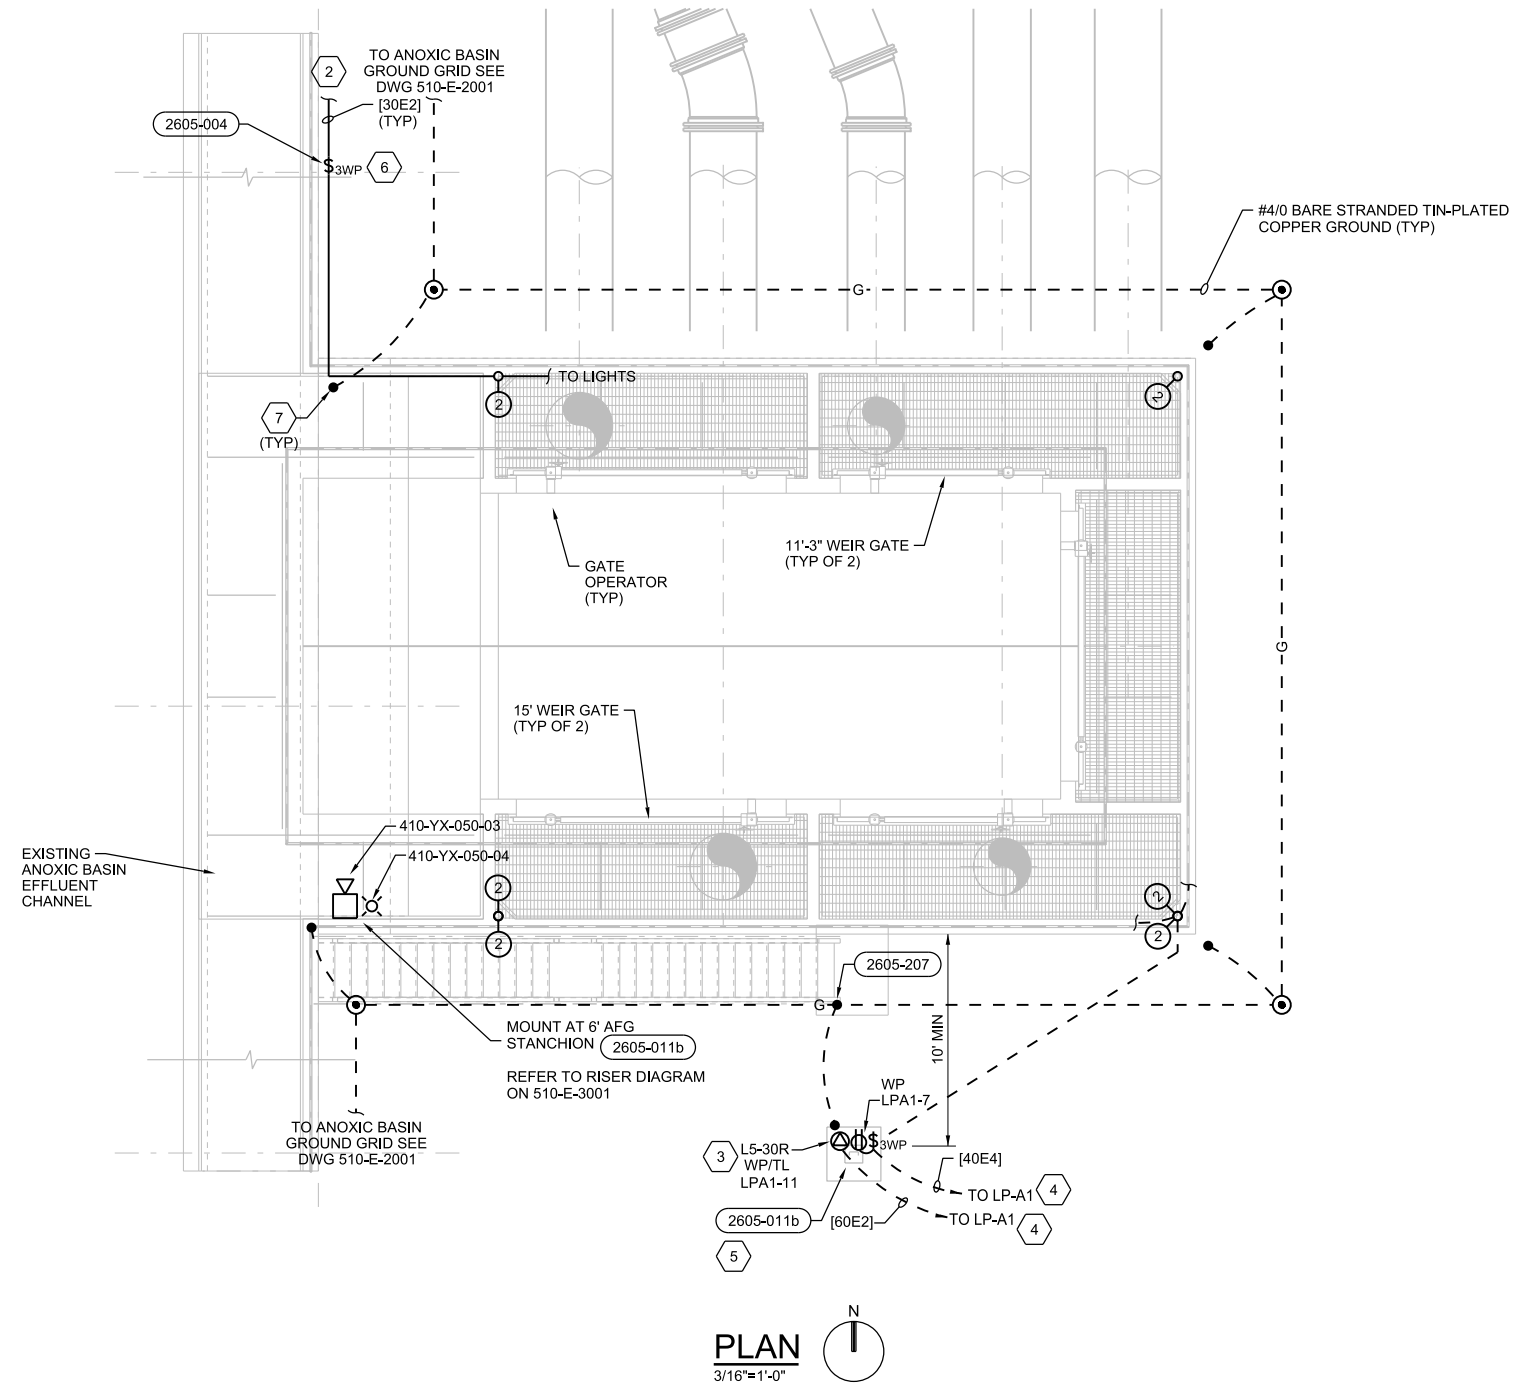 2
TO ANOXIC BASIN
GROUND GRID SEE
DWG 510-E-2001
[30E2]
(TYP)
2605-004
$3WP
6
#4/0 BARE STRANDED TIN-PLATED
COPPER GROUND (TYP)
G
TO LIGHTS
2
2
7
(TYP)
11'-3" WEIR GATE
(TYP OF 2)
GATE
OPERATOR
(TYP)
G
15' WEIR GATE
(TYP OF 2)
410-YX-050-03
410-YX-050-04
EXISTING
ANOXIC BASIN
EFFLUENT
CHANNEL
2
2
2
2
2605-207
G
MOUNT AT 6' AFG
STANCHION
2605-011b
REFER TO RISER DIAGRAM
ON 510-E-3001
10' MIN
WP
LPA1-7
TO ANOXIC BASIN
GROUND GRID SEE
DWG 510-E-2001
3
L5-30R
WP/TL
LPA1-11
$3WP
[40E4]
TO LP-A1
4
2605-011b
[60E2]
TO LP-A1
4
5
N
PLAN
3/16"=1'-0"